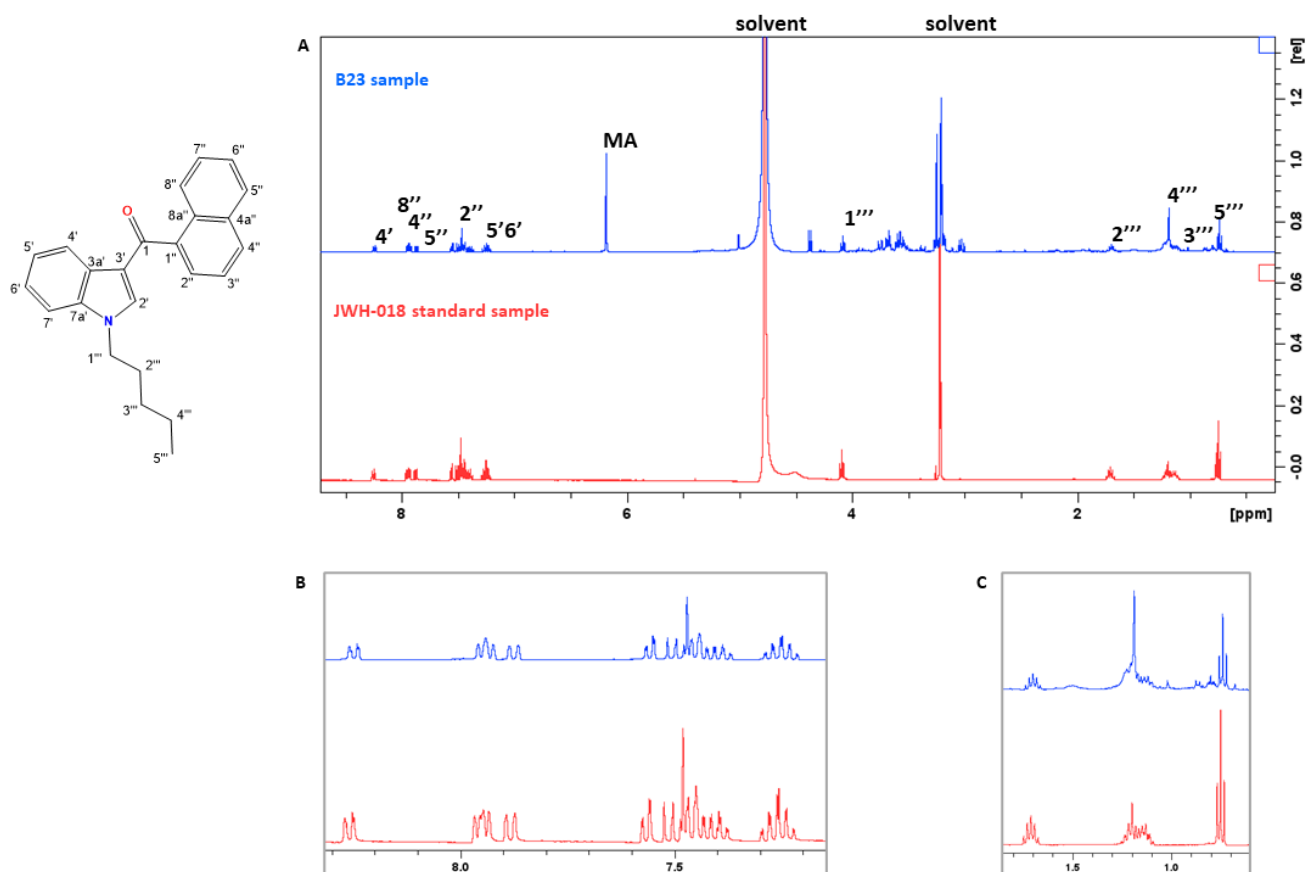 solvent solvent
A
B23 sample
[rel]
1.2
MA
1.0
0.8
4' 8'' 4'' 5'' 2'' 5'6' 1''' 2''' 4''' 3''' 5'''
0.6
JWH-018 standard sample
0.4
0.2
-0.0
8 6 4 2 [ppm]
7'' 6''
8'' 5''
O 8a'' 4a''
4' 1 1'' 4''
5' 3a' 3' 2'' 3''
6' 7a' 2'
7' N
1''' 2'''
3''' 4'''
5'''
B
8.0 7.5
C
1.5 1.0